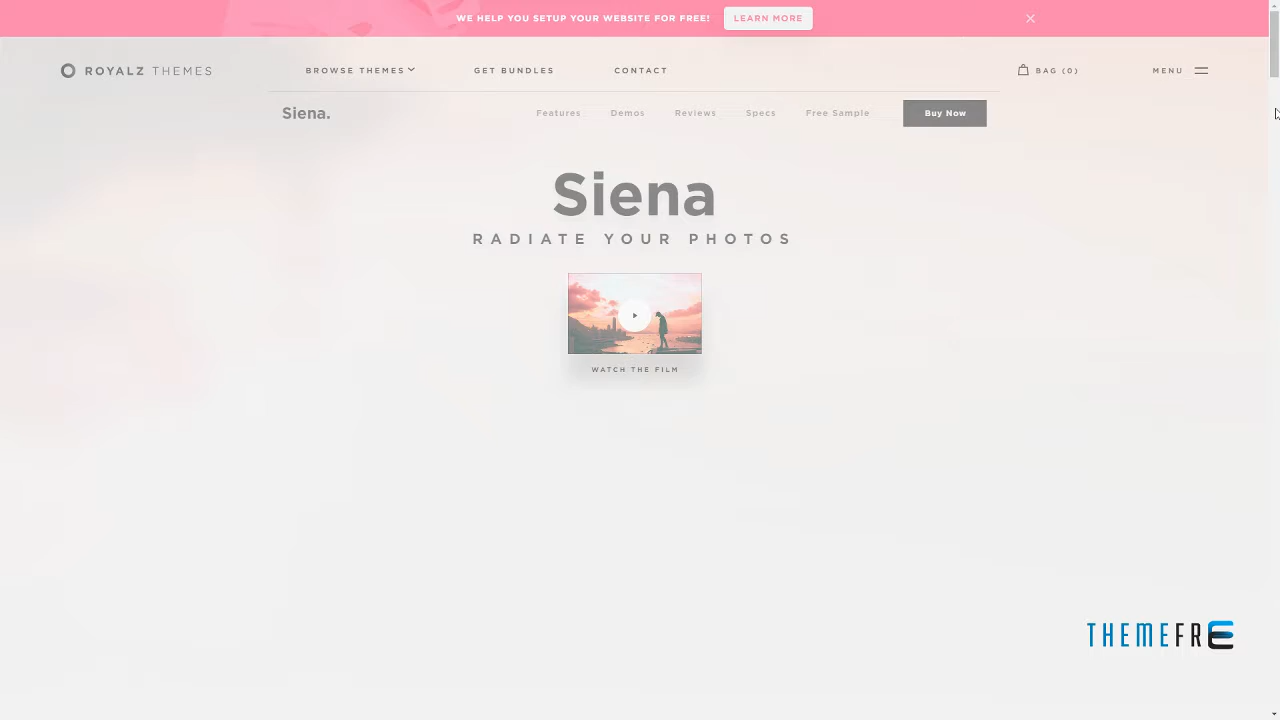 WE HELP YOU SETUP YOUR WEBSITE FOR FREE! LEARN MORE
ROYALZ THEMES BROWSE THEMES GET BUNDLES CONTACT BAG (0) MENU
Siena. Features Demos Reviews Specs Free Sample Buy Now
Siena
RADIATE YOUR PHOTOS
WATCH THE FILM
THEMEFRE